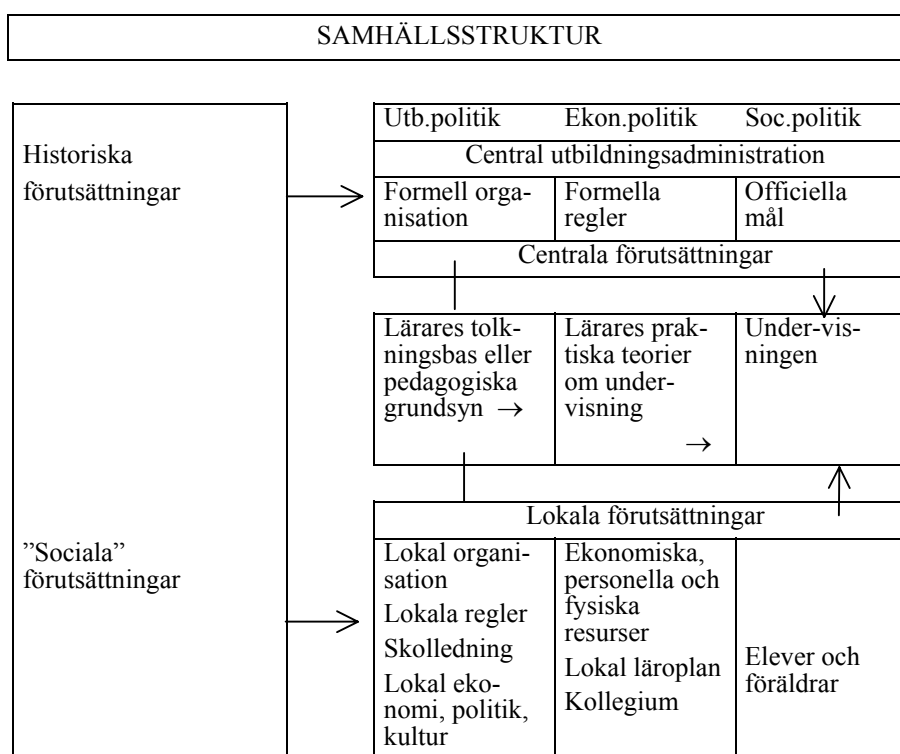 SAMHÄLLSSTRUKTUR
Historiska
förutsättningar
”Sociala”
förutsättningar
Utb.politik Ekon.politik Soc.politik
Central utbildningsadministration
Formell orga-
nisation
Formella
regler
Officiella
mål
Centrala förutsättningar
Lärares tolk-
ningsbas eller
pedagogiska
grundsyn →
Lärares prak-
tiska teorier
om under-
visning
→
Under-vis-
ningen
Lokala förutsättningar
Lokal organi-
sation
Lokala regler
Skolledning
Lokal eko-
nomi, politik,
kultur
Ekonomiska,
personella och
fysiska
resurser
Lokal läroplan
Kollegium
Elever och
föräldrar